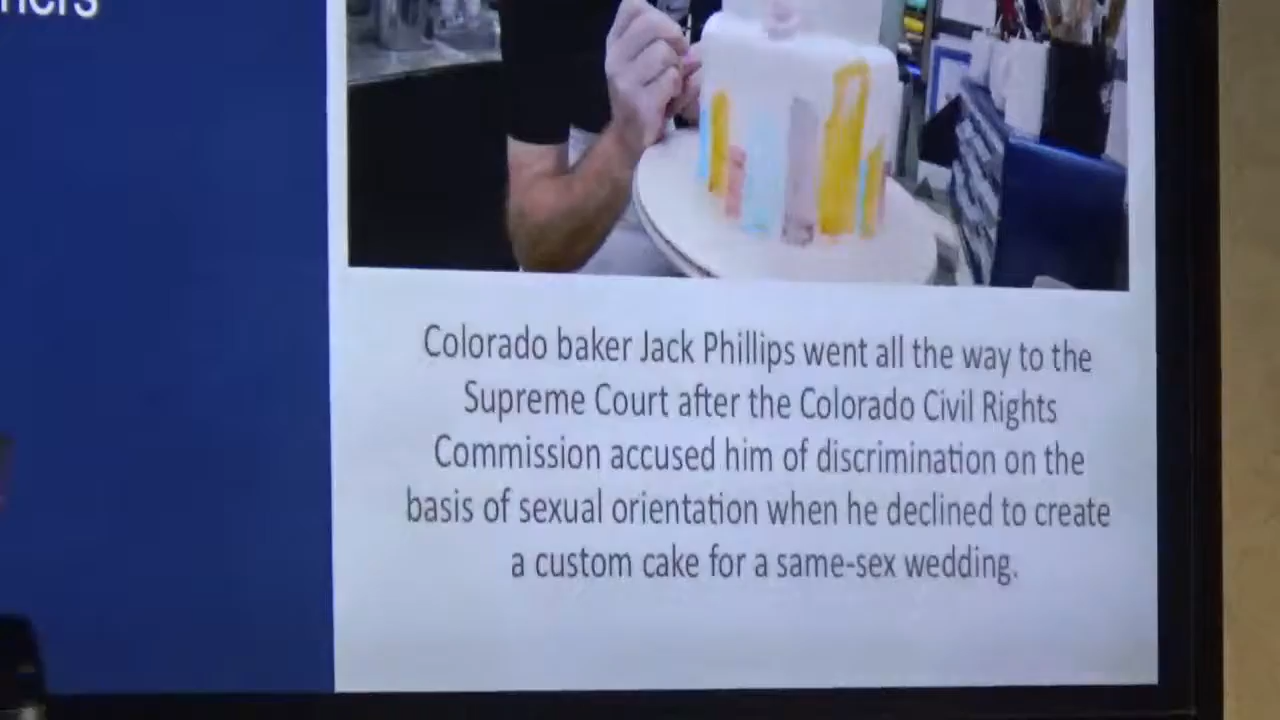 Colorado baker Jack Phillips went all the way to the
Supreme Court after the Colorado Civil Rights
Commission accused him of discrimination on the
basis of sexual orientation when he declined to create
a custom cake for a same-sex wedding.